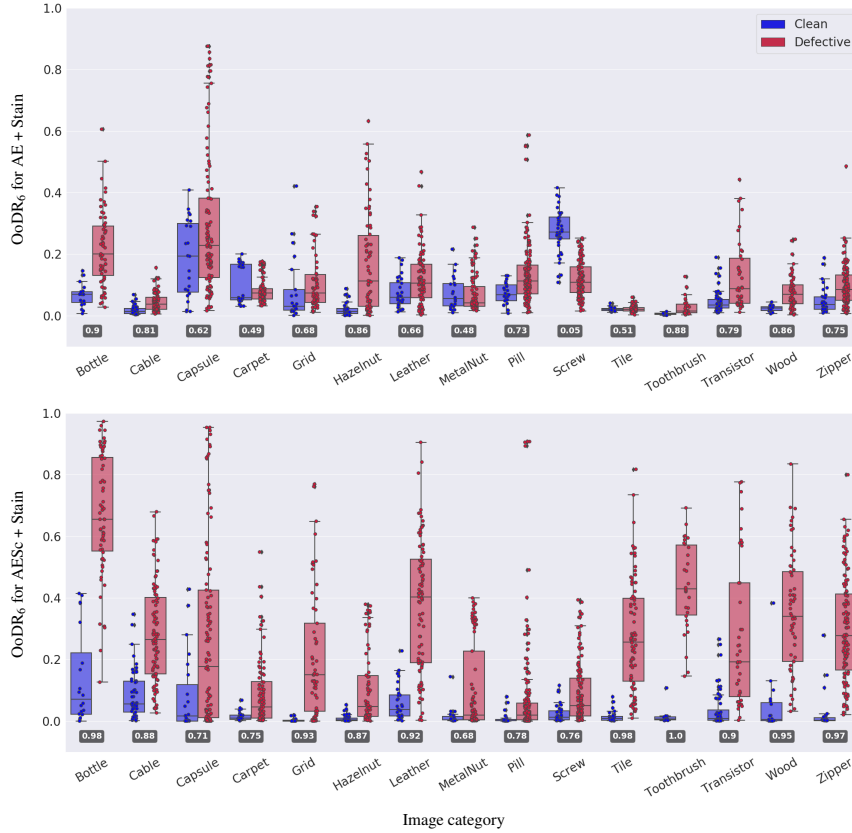 1.0
0.8
0.6
0.4
0.2
0.0
OoDR6 for AE + Stain
Clean
Defective
0.9 0.81 0.62 0.49 0.68 0.86 0.66 0.48 0.73 0.05 0.51 0.88 0.79 0.86 0.75
Bottle Cable Capsule Carpet Grid Hazelnut Leather MetalNut Pill Screw Tile Toothbrush Transistor Wood Zipper
1.0
0.8
0.6
0.4
0.2
0.0
OoDR6 for AESc + Stain
0.98 0.88 0.71 0.75 0.93 0.87 0.92 0.68 0.78 0.76 0.98 1.0 0.9 0.95 0.97
Bottle Cable Capsule Carpet Grid Hazelnut Leather MetalNut Pill Screw Tile Toothbrush Transistor Wood Zipper
Image category